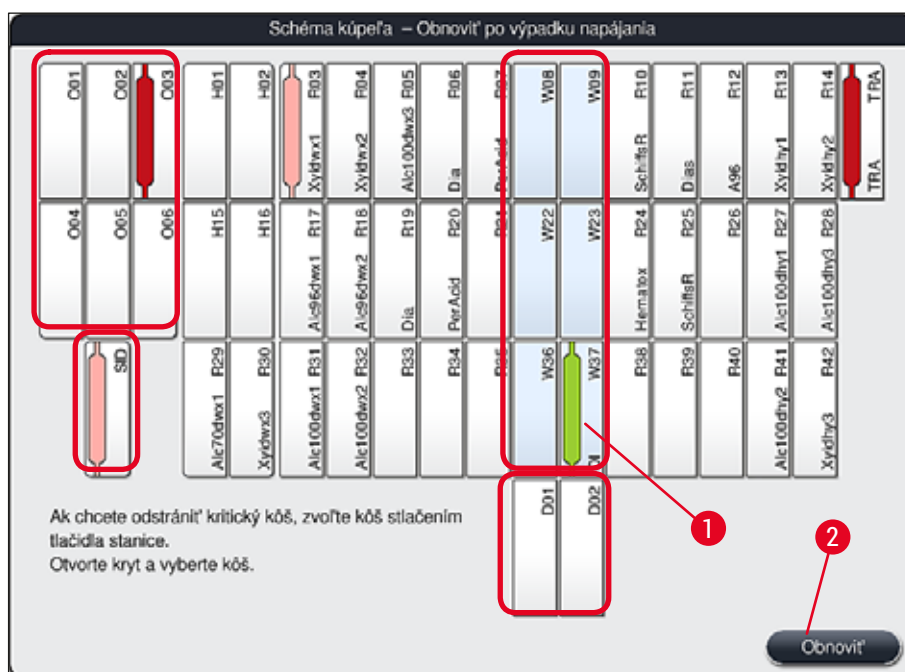 Schéma kúpeľa – Obnoviť po výpadku napájania
O01
O02
O03
H01
H02
Xyldwx1 R03
Xyldwx2 R04
Alc100dwx3 R05
Dia R06
PerAcid R07
W08
W09
SchiffsR R10
Dias R11
A96 R12
Xyldhy1 R13
Xyldhy2 R14
TRA TRA
O04
O05
O06
H15
H16
Alc96dwx1 R17
Alc96dwx2 R18
Dia R19
PerAcid R20
R21
W22
W23
Hematox R24
SchiffsR R25
R26
Alc100dhy1 R27
Alc100dhy3 R28
SID
Alc70dwx1 R29
Xyldwx3 R30
Alc100dwx1 R31
Alc100dwx2 R32
R33
R34
R35
W36
DI W37
R38
R39
R40
Alc100dhy2 R41
Xyldhy3 R42
D01
D02
Ak chcete odstrániť kritický kôš, zvoľte kôš stlačením
tlačidla stanice.
Otvorte kryt a vyberte kôš.
1
2
Obnoviť